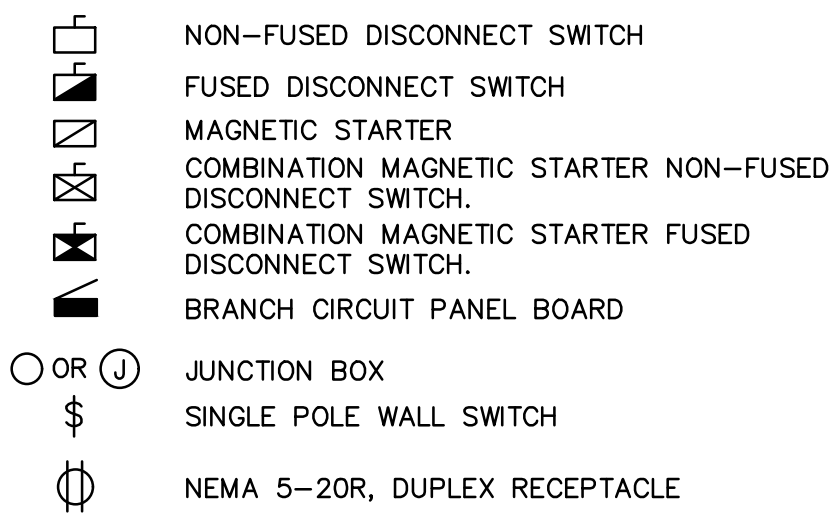 NON-FUSED DISCONNECT SWITCH
FUSED DISCONNECT SWITCH
MAGNETIC STARTER
COMBINATION MAGNETIC STARTER NON-FUSED
DISCONNECT SWITCH.
COMBINATION MAGNETIC STARTER FUSED
DISCONNECT SWITCH.
BRANCH CIRCUIT PANEL BOARD
OR J JUNCTION BOX
$ SINGLE POLE WALL SWITCH
NEMA 5-20R, DUPLEX RECEPTACLE